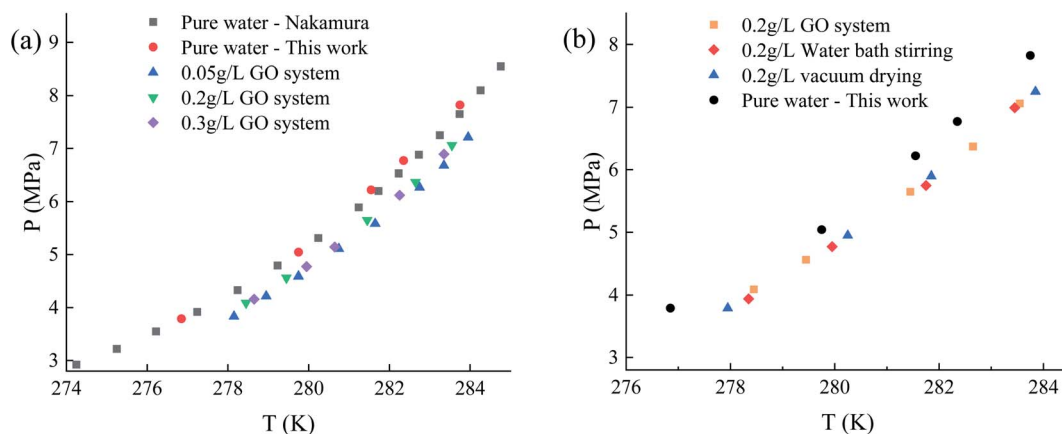 (a)
Pure water - Nakamura
Pure water - This work
0.05g/L GO system
0.2g/L GO system
0.3g/L GO system
P (MPa)
9
8
7
6
5
4
3
274
276
278
280
282
284
T (K)
(b)
0.2g/L GO system
0.2g/L Water bath stirring
0.2g/L vacuum drying
Pure water - This work
P (MPa)
8
7
6
5
4
3
276
278
280
282
284
T (K)